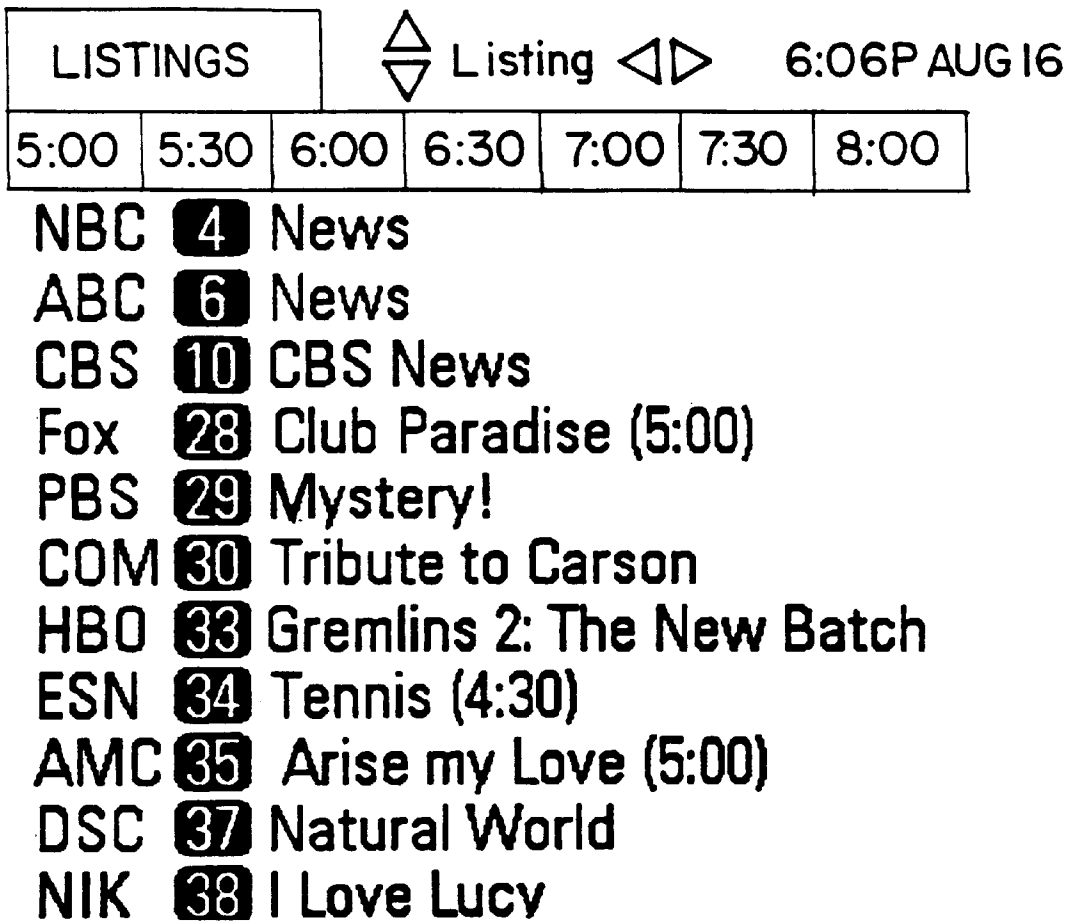 LISTINGS Listing 6:06P AUG 16
5:00 5:30 6:00 6:30 7:00 7:30 8:00
NBC 4 News
ABC 6 News
CBS 10 CBS News
Fox 28 Club Paradise (5:00)
PBS 29 Mystery!
COM 30 Tribute to Carson
HBO 33 Gremlins 2: The New Batch
ESN 34 Tennis (4:30)
AMC 35 Arise my Love (5:00)
DSC 37 Natural World
NIK 38 I Love Lucy